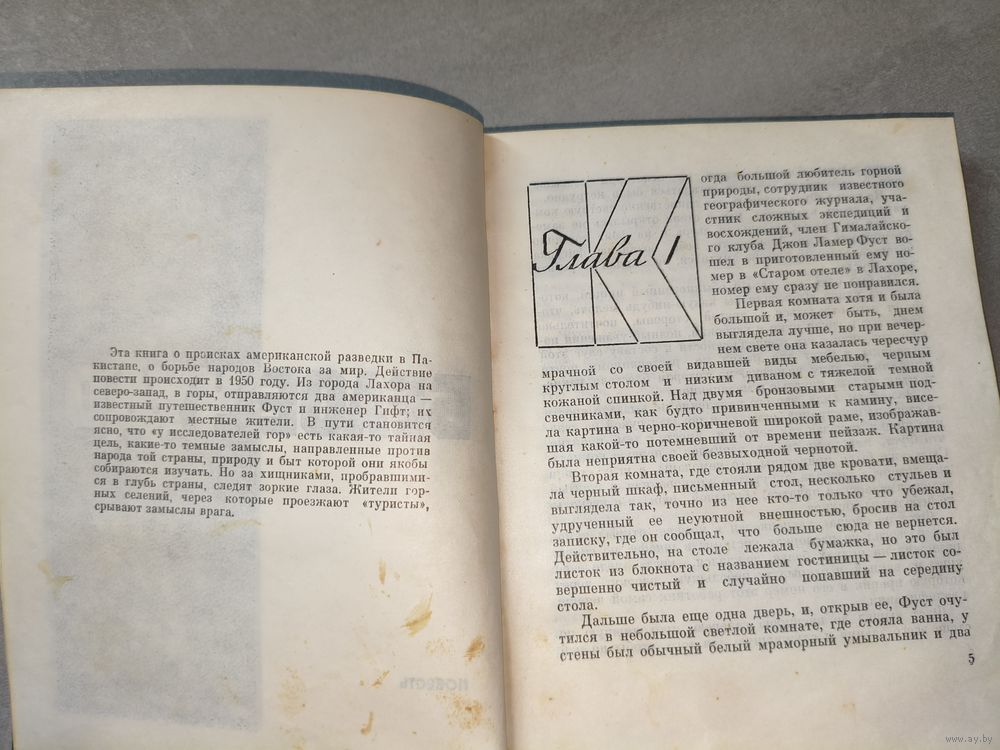 Эта книга о происках американской разведки в Па-
кистане, о борьбе народов Востока за мир. Действие
повести происходит в 1950 году. Из города Лахора на
северо-запад, в горы, отправляются два американца —
известный путешественник Фуст и инженер Гифт; их
сопровождают местные жители. В пути становится
ясно, что «у исследователей гор» есть какая-то тайная
цель, какие-то темные замыслы, направленные против
народа той страны, природу и быт которой они якобы
собираются изучать. Но за хищниками, пробравшими-
ся в глубь страны, следят зоркие глаза. Жители гор-
ных селений, через которые проезжают «туристы»,
срывают замыслы врага.
ПОВЕСТЬ
Глава 1
К
огда большой любитель горной
природы, сотрудник известного
географического журнала, уча-
стник сложных экспедиций и
восхождений, член Гималайско-
го клуба Джон Ламер Фуст во-
шел в приготовленный ему но-
мер в «Старом отеле» в Лахоре,
номер ему сразу не понравился.
Первая комната хотя и была
большой и, может быть, днем
выглядела лучше, но при вечер-
нем свете она казалась чересчур
мрачной со своей видавшей виды мебелью, черным
круглым столом и низким диваном с тяжелой темной
кожаной спинкой. Над двумя бронзовыми старыми под-
свечниками, как будто привинченными к камину, висе-
ла картина в черно-коричневой широкой раме, изображав-
шая какой-то потемневший от времени пейзаж. Картина
была неприятна своей безвыходной чернотой.
Вторая комната, где стояли рядом две кровати, вмеща-
ла черный шкаф, письменный стол, несколько стульев и
выглядела так, точно из нее кто-то только что убежал,
удрученный ее неуютной внешностью, бросив на стол
записку, где он сообщал, что больше сюда не вернется.
Действительно, на столе лежала бумажка, но это был
листок из блокнота с названием гостиницы — листок со-
вершенно чистый и случайно попавший на середину
стола.
Дальше была еще одна дверь, и, открыв ее, Фуст очу-
тился в небольшой светлой комнате, где стояла ванна, у
стены был обычный белый мраморный умывальник и два
5
www.ay.by